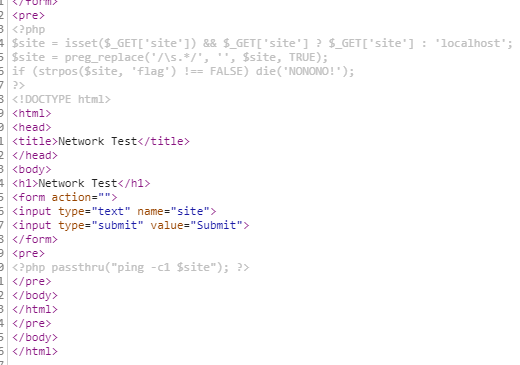 </form>
2 <pre>
3 <?php
4 $site = isset($_GET['site']) && $_GET['site'] ? $_GET['site'] : 'localhost';
5 $site = preg_replace('/\s.*/', '', $site, TRUE);
6 if (strpos($site, 'flag') !== FALSE) die('NONONO!');
7 ?>
8 <!DOCTYPE html>
9 <html>
0 <head>
1 <title>Network Test</title>
2 </head>
3 <body>
4 <h1>Network Test</h1>
5 <form action="">
6 <input type="text" name="site">
7 <input type="submit" value="Submit">
8 </form>
9 <pre>
0 <?php passthru("ping -c1 $site"); ?>
1 </pre>
2 </body>
3 </html>
4 </pre>
5 </body>
6 </html>